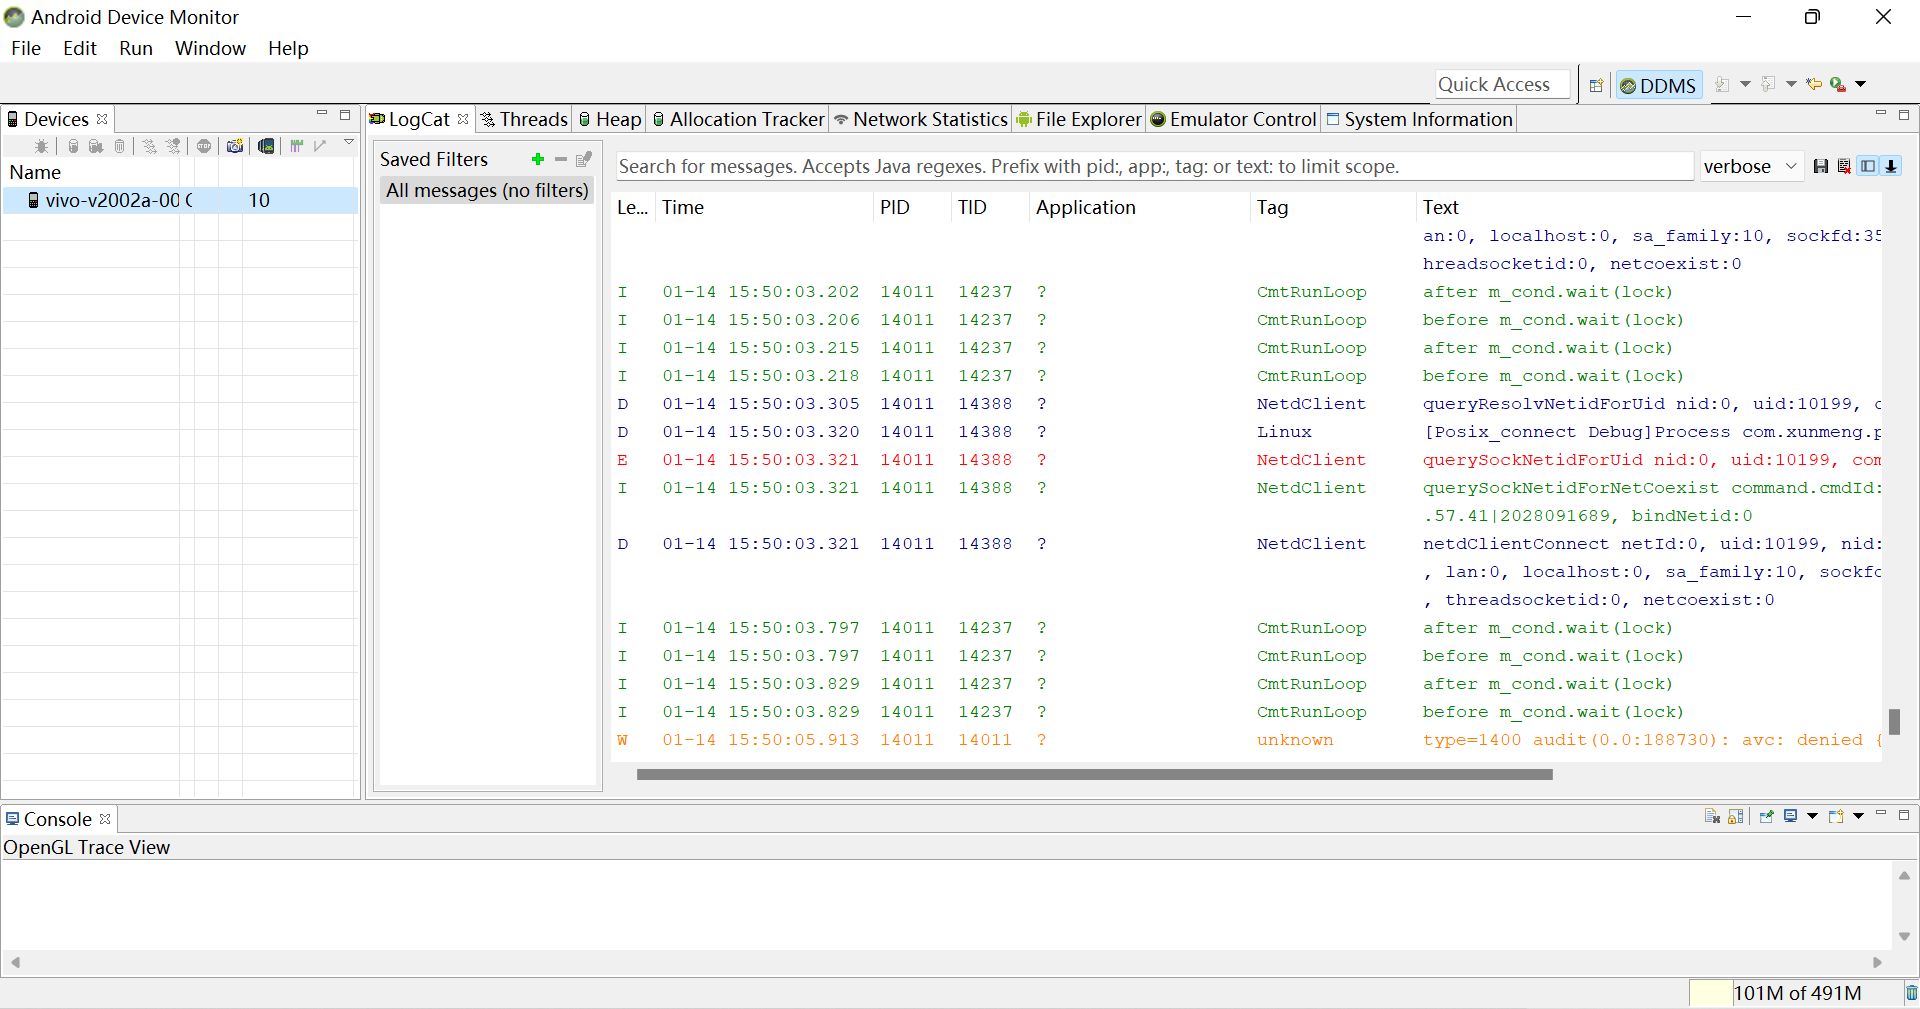 Android Device Monitor
File Edit Run Window Help
Quick Access DDMS
Devices
Name
vivo-v2002a-00 10
LogCat Threads Heap Allocation Tracker Network Statistics File Explorer Emulator Control System Information
Saved Filters
All messages (no filters)
Search for messages. Accepts Java regexes. Prefix with pid:, app:, tag: or text: to limit scope. verbose
Le... Time PID TID Application Tag Text
an:0, localhost:0, sa_family:10, sockfd:35
hreadsocketid:0, netcoexist:0
I 01-14 15:50:03.202 14011 14237 ? CmtRunLoop after m_cond.wait(lock)
I 01-14 15:50:03.206 14011 14237 ? CmtRunLoop before m_cond.wait(lock)
I 01-14 15:50:03.215 14011 14237 ? CmtRunLoop after m_cond.wait(lock)
I 01-14 15:50:03.218 14011 14237 ? CmtRunLoop before m_cond.wait(lock)
D 01-14 15:50:03.305 14011 14388 ? NetdClient queryResolvNetidForUid nid:0, uid:10199,
D 01-14 15:50:03.320 14011 14388 ? Linux [Posix_connect Debug]Process com.xunmeng.p
E 01-14 15:50:03.321 14011 14388 ? NetdClient querySockNetidForUid nid:0, uid:10199, com
I 01-14 15:50:03.321 14011 14388 ? NetdClient querySockNetidForNetCoexist command.cmdId:
.57.41|2028091689, bindNetid:0
D 01-14 15:50:03.321 14011 14388 ? NetdClient netdClientConnect netId:0, uid:10199, nid:
, lan:0, localhost:0, sa_family:10, sockfd
, threadsocketid:0, netcoexist:0
I 01-14 15:50:03.797 14011 14237 ? CmtRunLoop after m_cond.wait(lock)
I 01-14 15:50:03.797 14011 14237 ? CmtRunLoop before m_cond.wait(lock)
I 01-14 15:50:03.829 14011 14237 ? CmtRunLoop after m_cond.wait(lock)
I 01-14 15:50:03.829 14011 14237 ? CmtRunLoop before m_cond.wait(lock)
W 01-14 15:50:05.913 14011 14011 ? unknown type=1400 audit(0.0:188730): avc: denied {
Console
OpenGL Trace View
101M of 491M